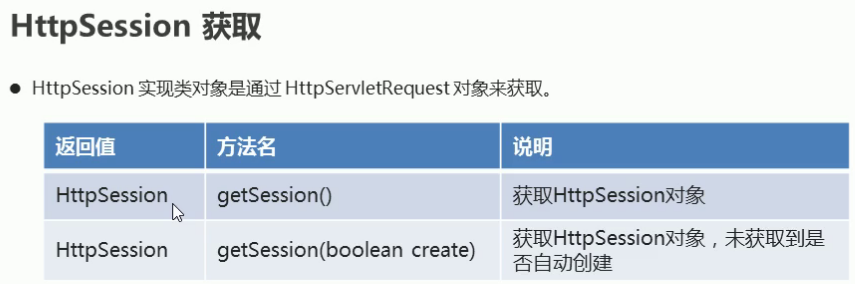 HttpSession 获取
● HttpSession 实现类对象是通过 HttpServletRequest 对象来获取。
返回值 方法名 说明
HttpSession getSession() 获取HttpSession对象
HttpSession getSession(boolean create) 获取HttpSession对象，未获取到是
否自动创建